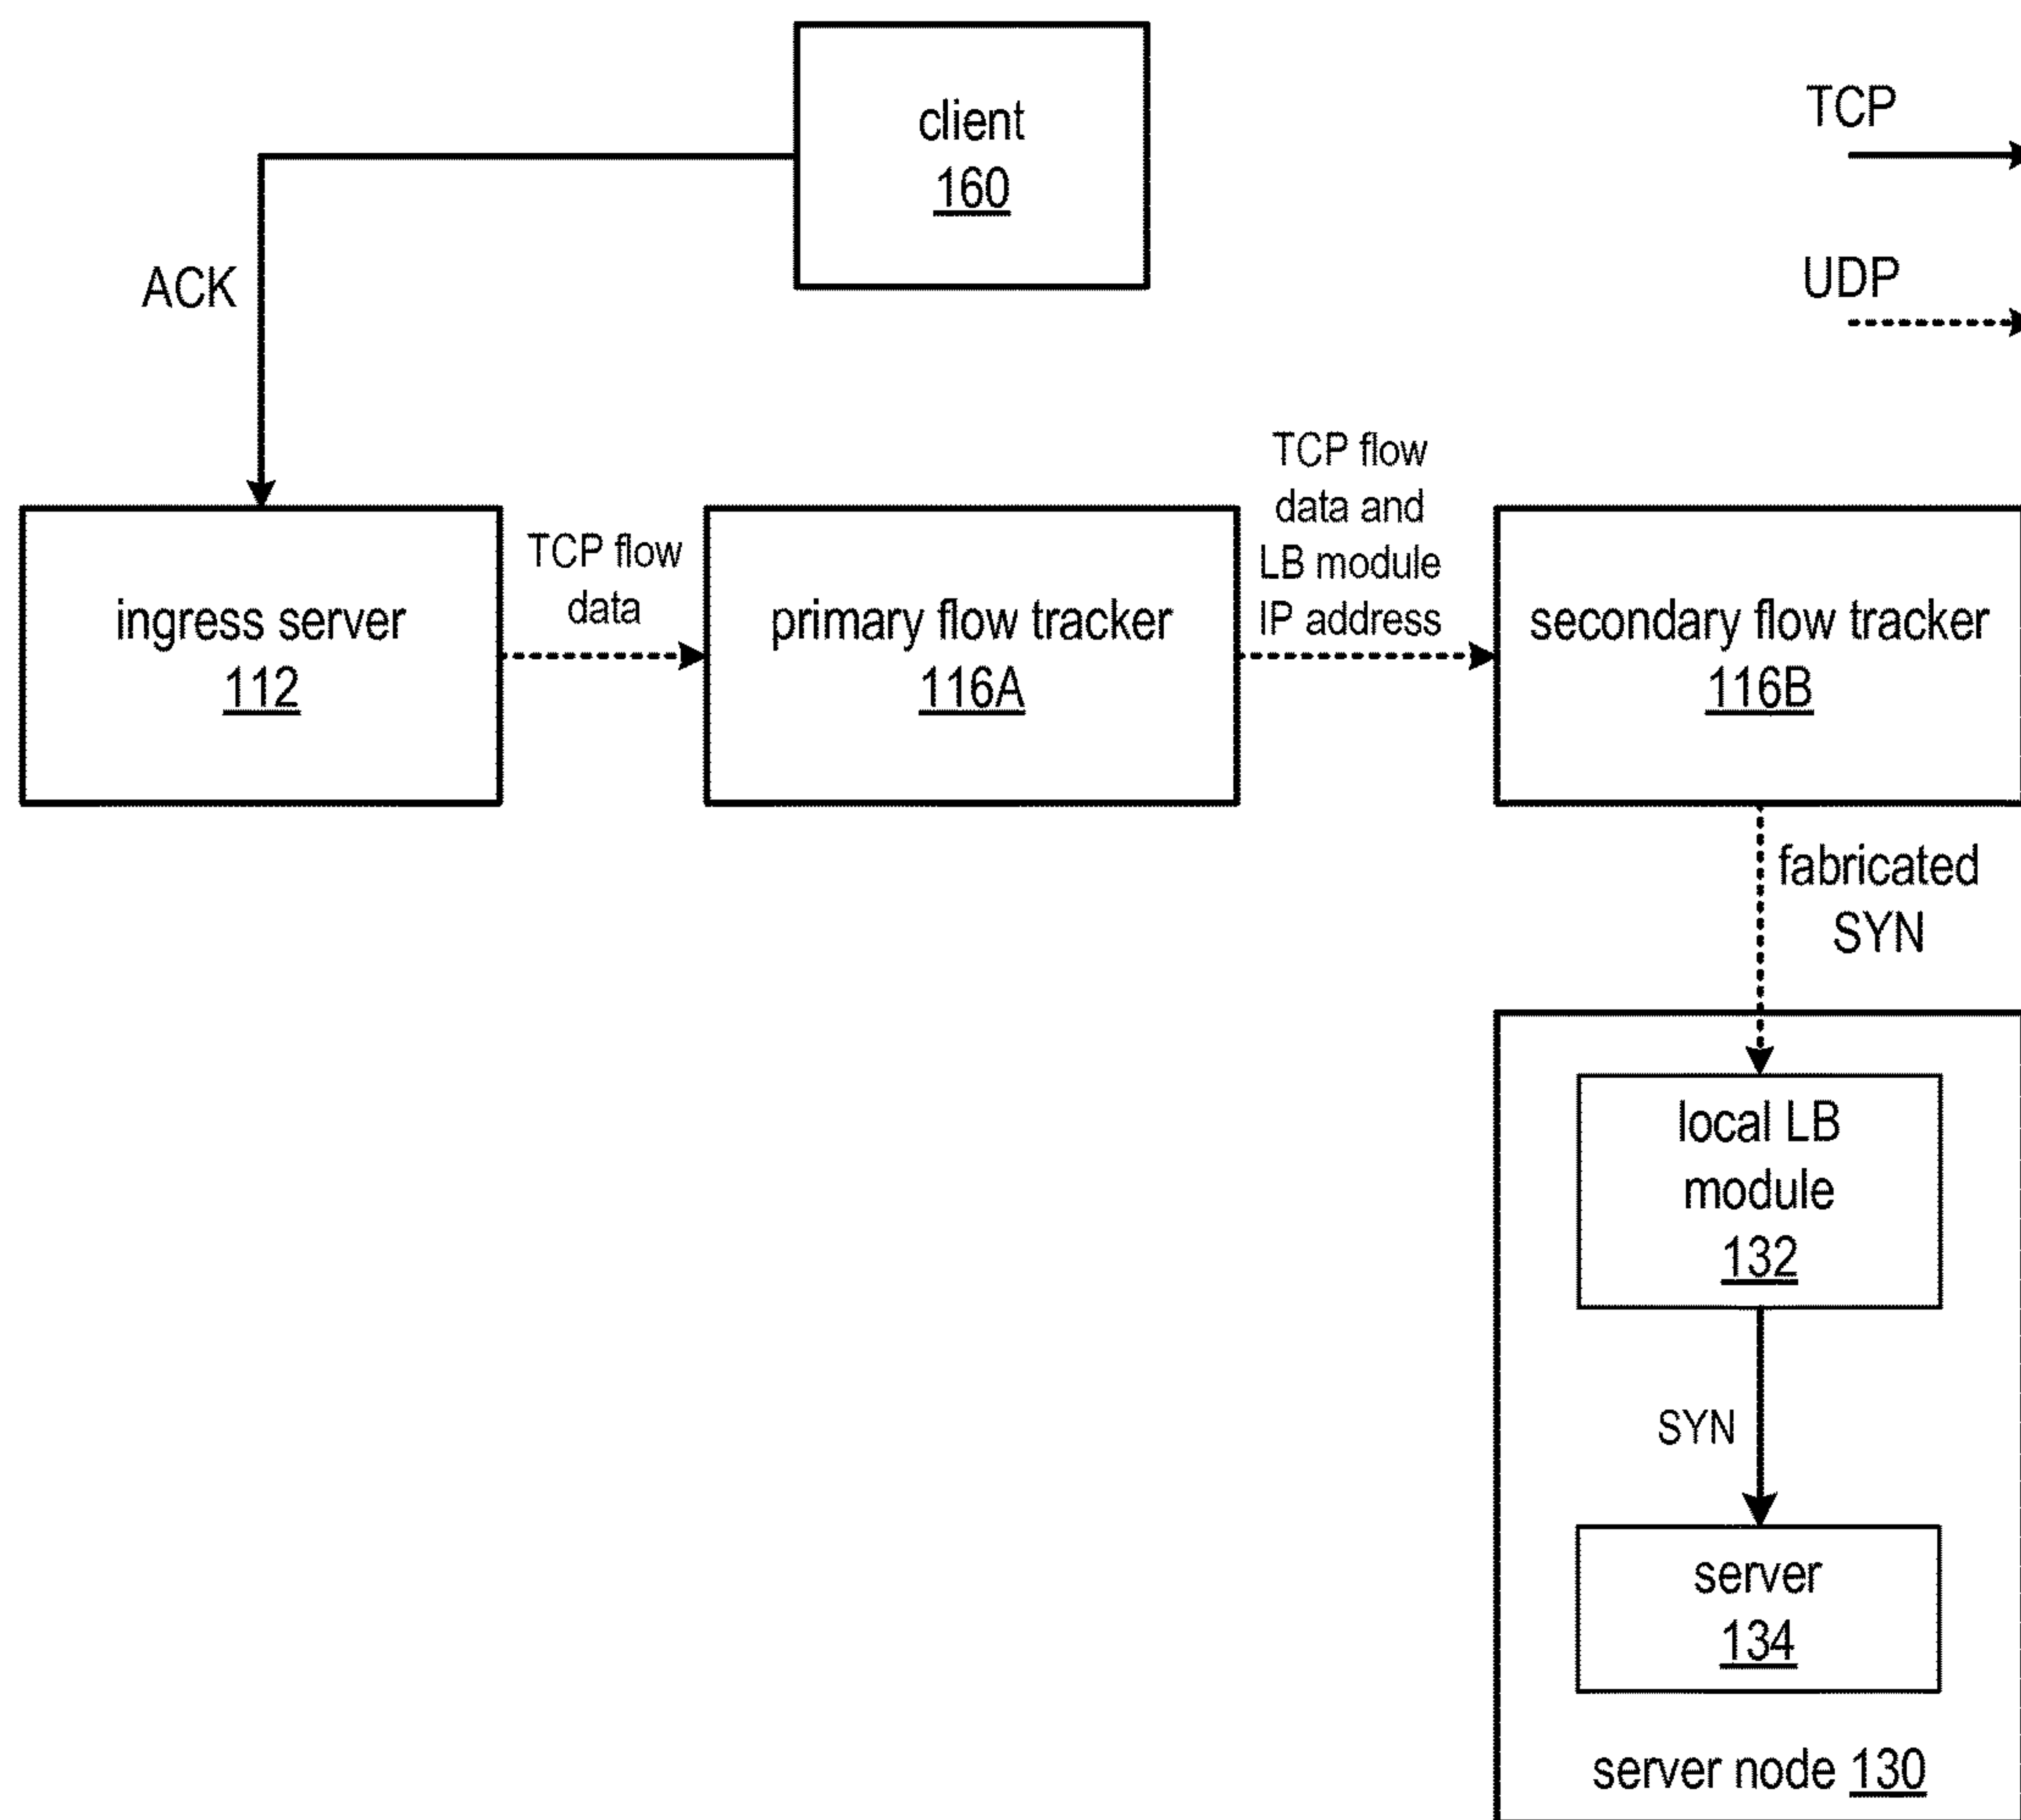 client
160
TCP
UDP
ACK
ingress server
112
TCP flow
data
primary flow tracker
116A
TCP flow
data and
LB module
IP address
secondary flow tracker
116B
fabricated
SYN
local LB
module
132
SYN
server
134
server node 130